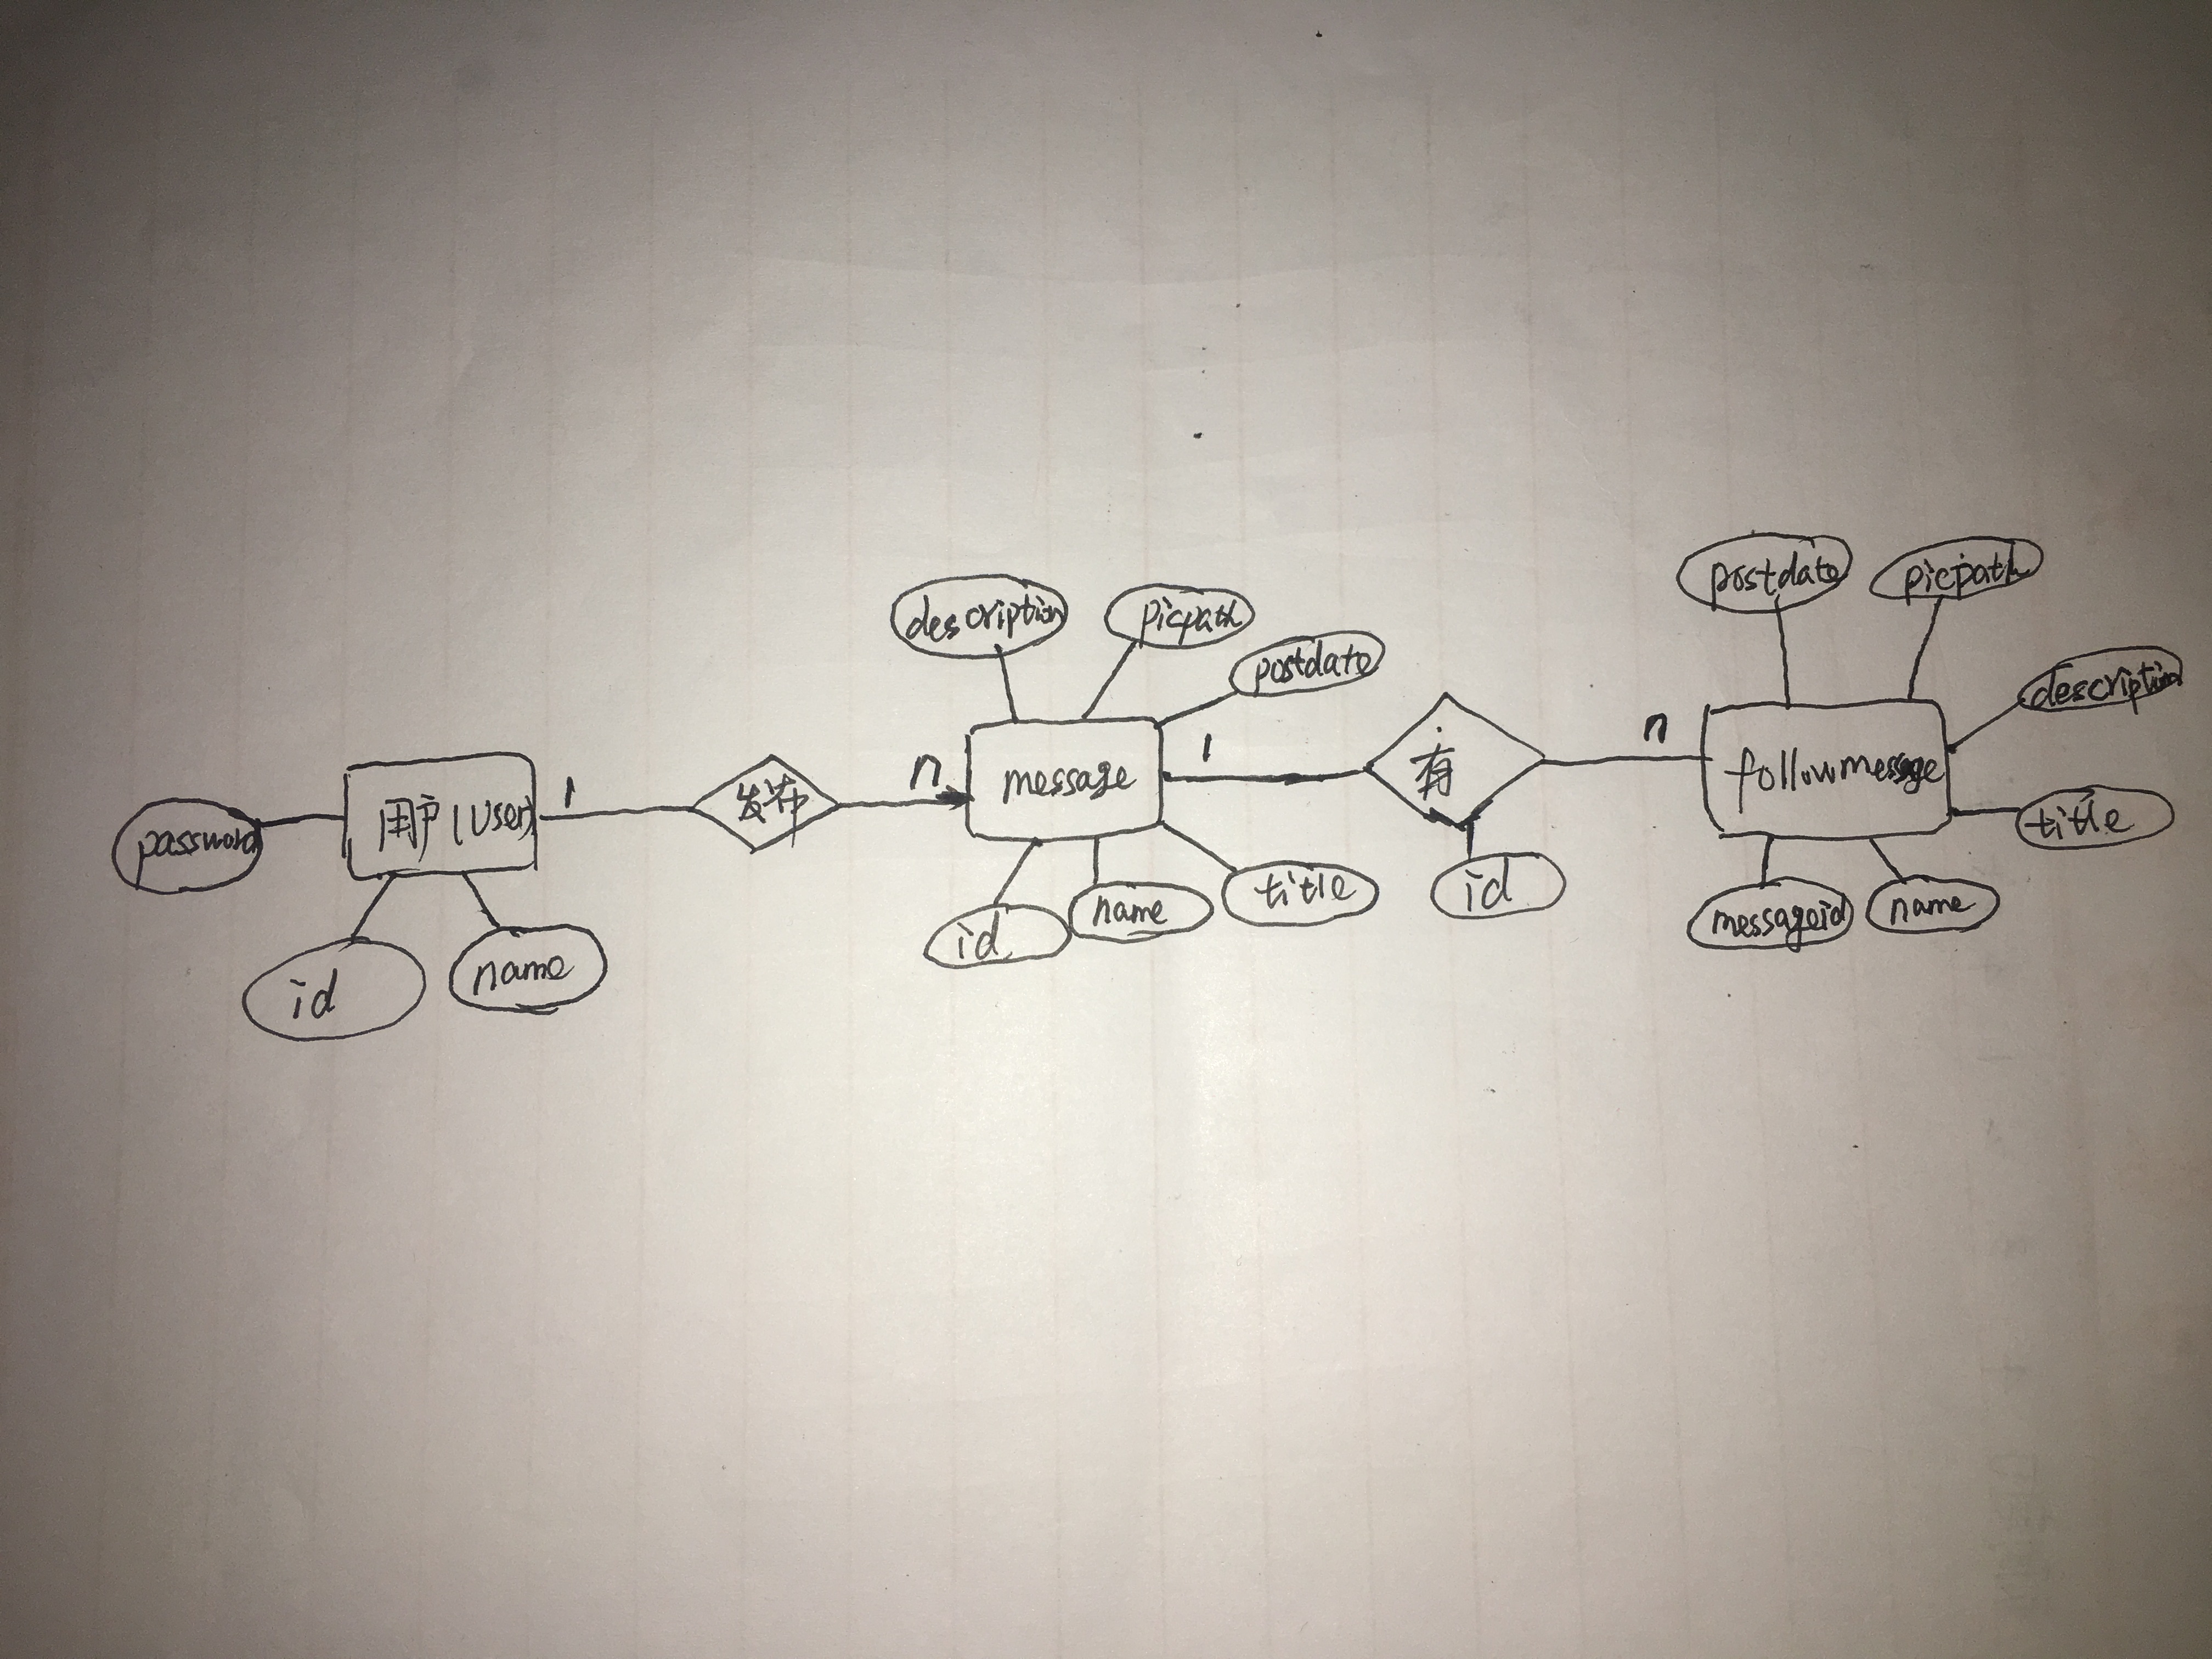 password
id
name
用户(user)
1
发帖
n
description
picpath
postdate
message
id
name
title
1
有
id
n
postdate
picpath
description
followmessage
messageid
name
title